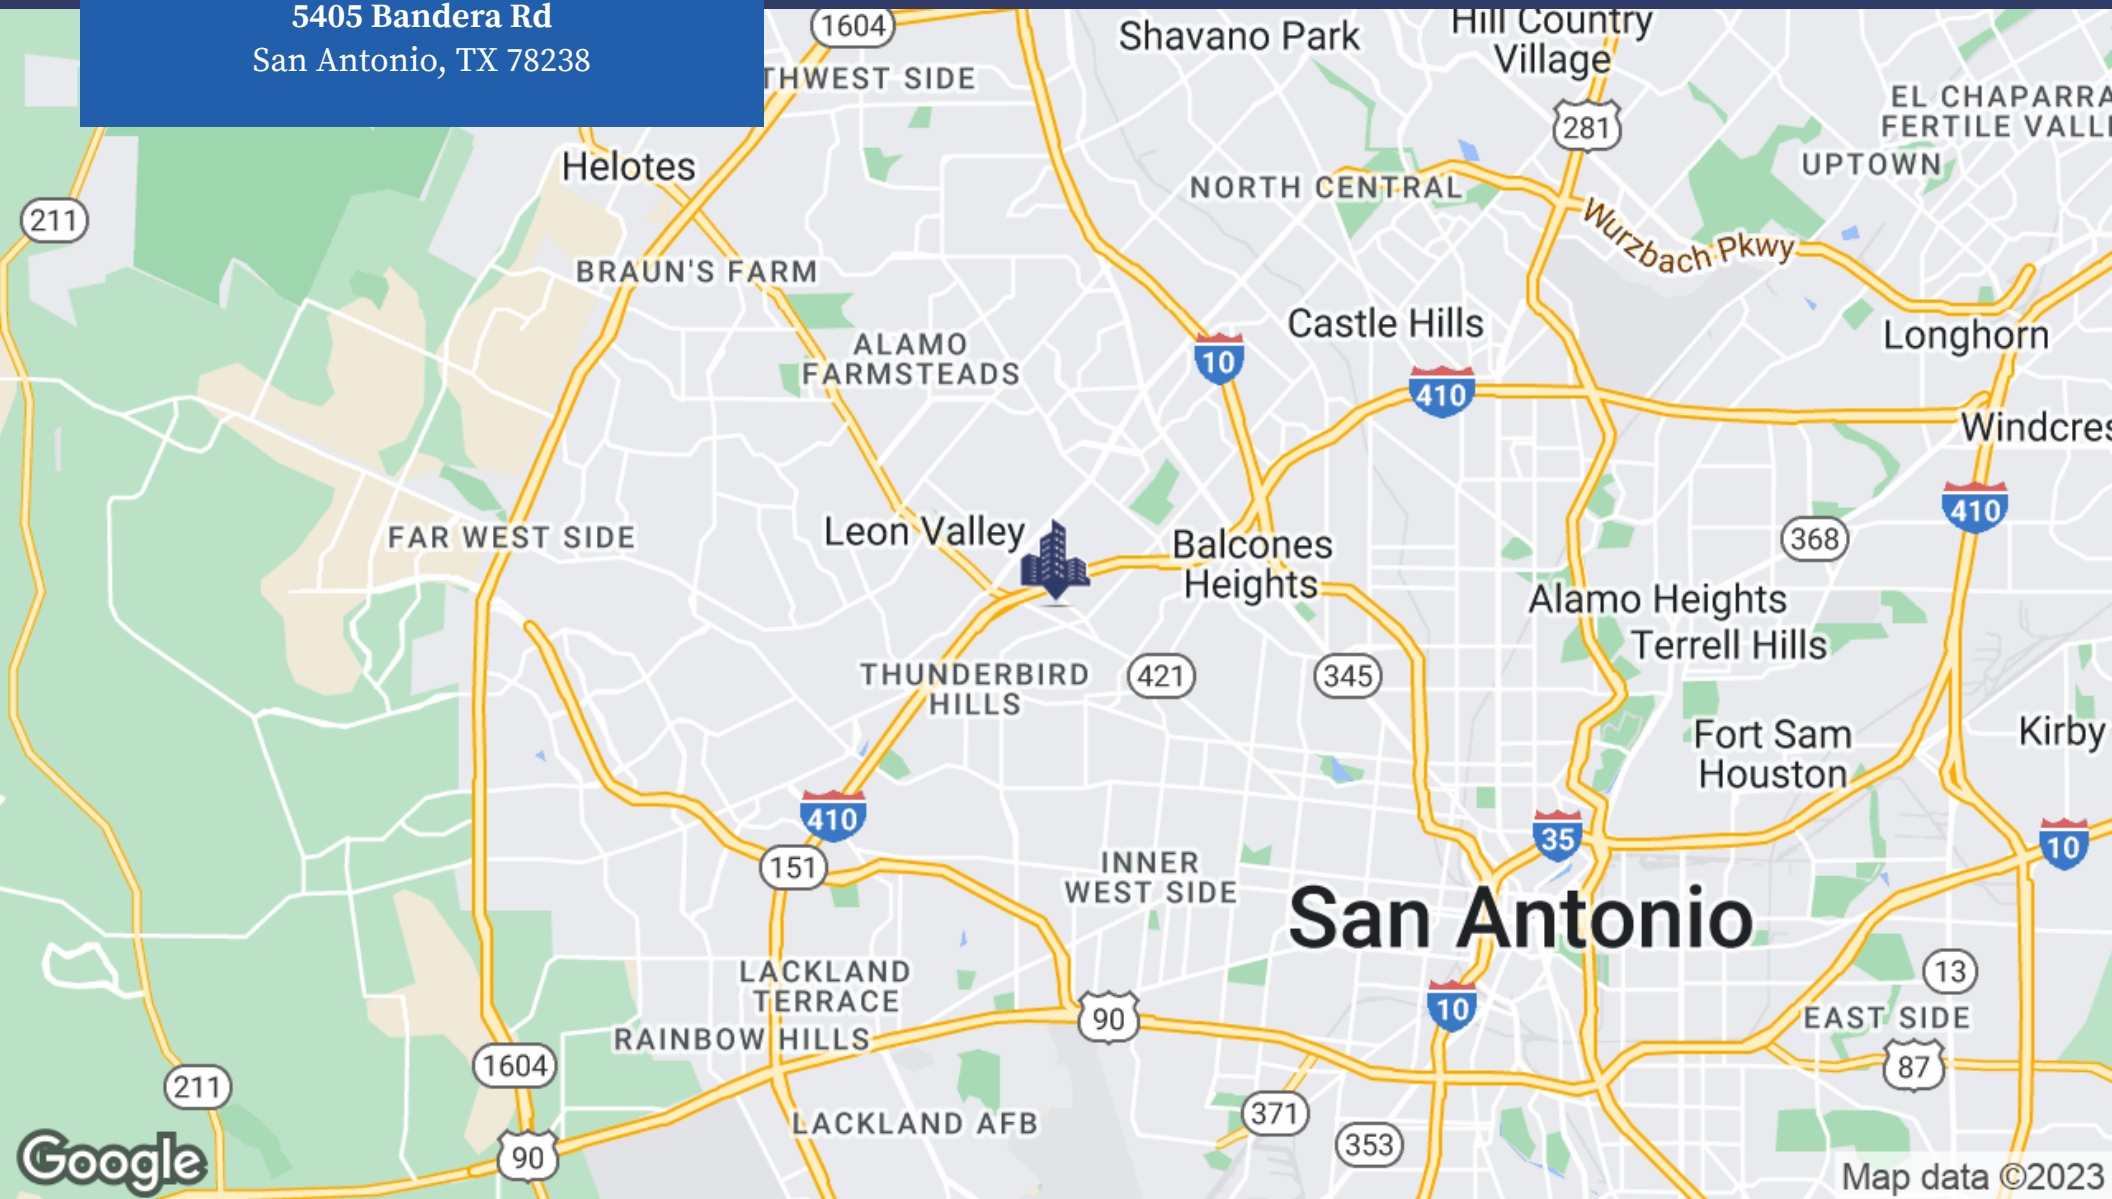 5405 Bandera Rd
San Antonio, TX 78238
1604
Shavano Park
Hill Country
Village
THWEST SIDE
EL CHAPARRA
FERTILE VALL
281
UPTOWN
Helotes
NORTH CENTRAL
211
Wurzbach Pkwy
BRAUN'S FARM
Castle Hills
Longhorn
ALAMO
FARMSTEADS
10
410
Windcres
410
Leon Valley
FAR WEST SIDE
Balcones
Heights
368
Alamo Heights
Terrell Hills
THUNDERBIRD
HILLS
421
345
Fort Sam
Houston
Kirby
410
35
10
151
INNER
WEST SIDE
San Antonio
LACKLAND
TERRACE
13
RAINBOW HILLS
90
10
EAST SIDE
1604
87
211
LACKLAND AFB
371
353
90
Google
Map data ©2023